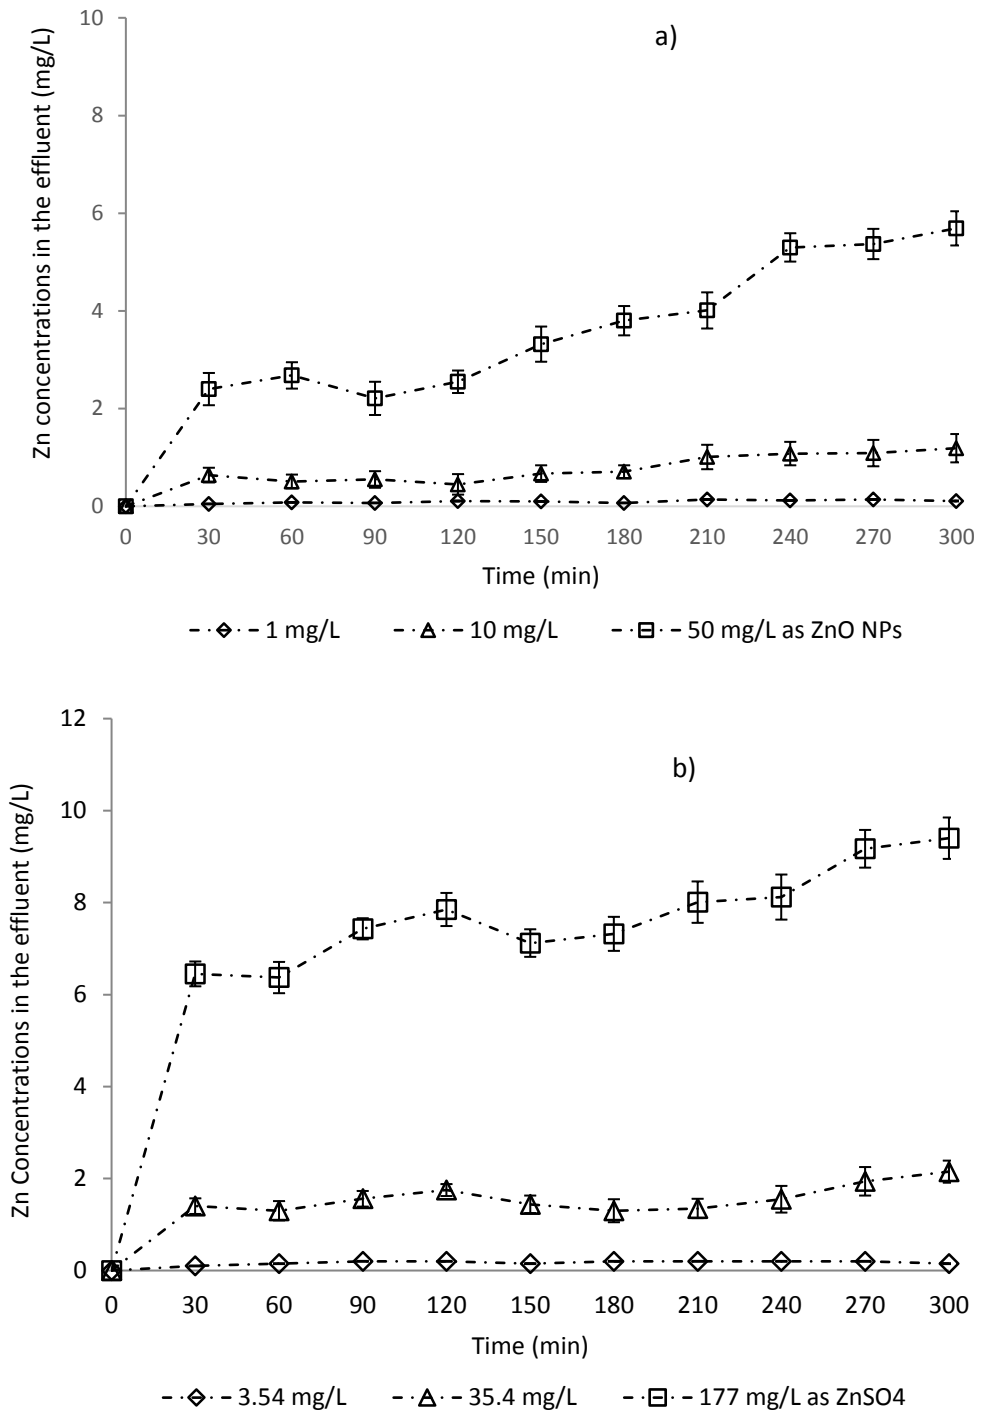 a)
Zn concentrations in the effluent (mg/L)
10
8
6
4
2
0
0 30 60 90 120 150 180 210 240 270 300
Time (min)
1 mg/L 10 mg/L 50 mg/L as ZnO NPs
b)
Zn Concentrations in the effluent (mg/L)
12
10
8
6
4
2
0
0 30 60 90 120 150 180 210 240 270 300
Time (min)
3.54 mg/L 35.4 mg/L 177 mg/L as ZnSO4